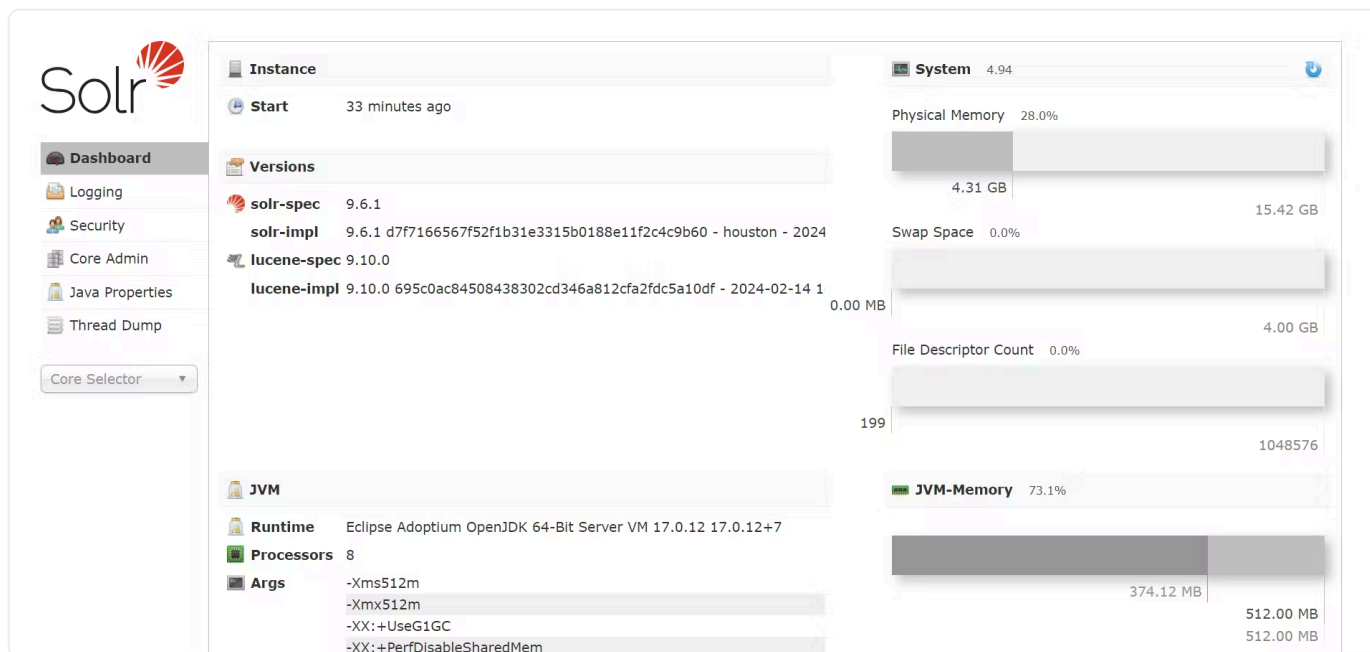 Solr
Dashboard
Logging
Security
Core Admin
Java Properties
Thread Dump
Core Selector
Instance
Start 33 minutes ago
Versions
solr-spec 9.6.1
solr-impl 9.6.1 d7f7166567f52f1b31e3315b0188e11f2c4c9b60 - houston - 2024
lucene-spec 9.10.0
lucene-impl 9.10.0 695c0ac84508438302cd346a812cfa2fdc5a10df - 2024-02-14 1
JVM
Runtime Eclipse Adoptium OpenJDK 64-Bit Server VM 17.0.12 17.0.12+7
Processors 8
Args -Xms512m
-Xmx512m
-XX:+UseG1GC
-XX:+PerfDisableSharedMem
System 4.94
Physical Memory 28.0%
4.31 GB
15.42 GB
Swap Space 0.0%
0.00 MB
4.00 GB
File Descriptor Count 0.0%
199
1048576
JVM-Memory 73.1%
374.12 MB
512.00 MB
512.00 MB